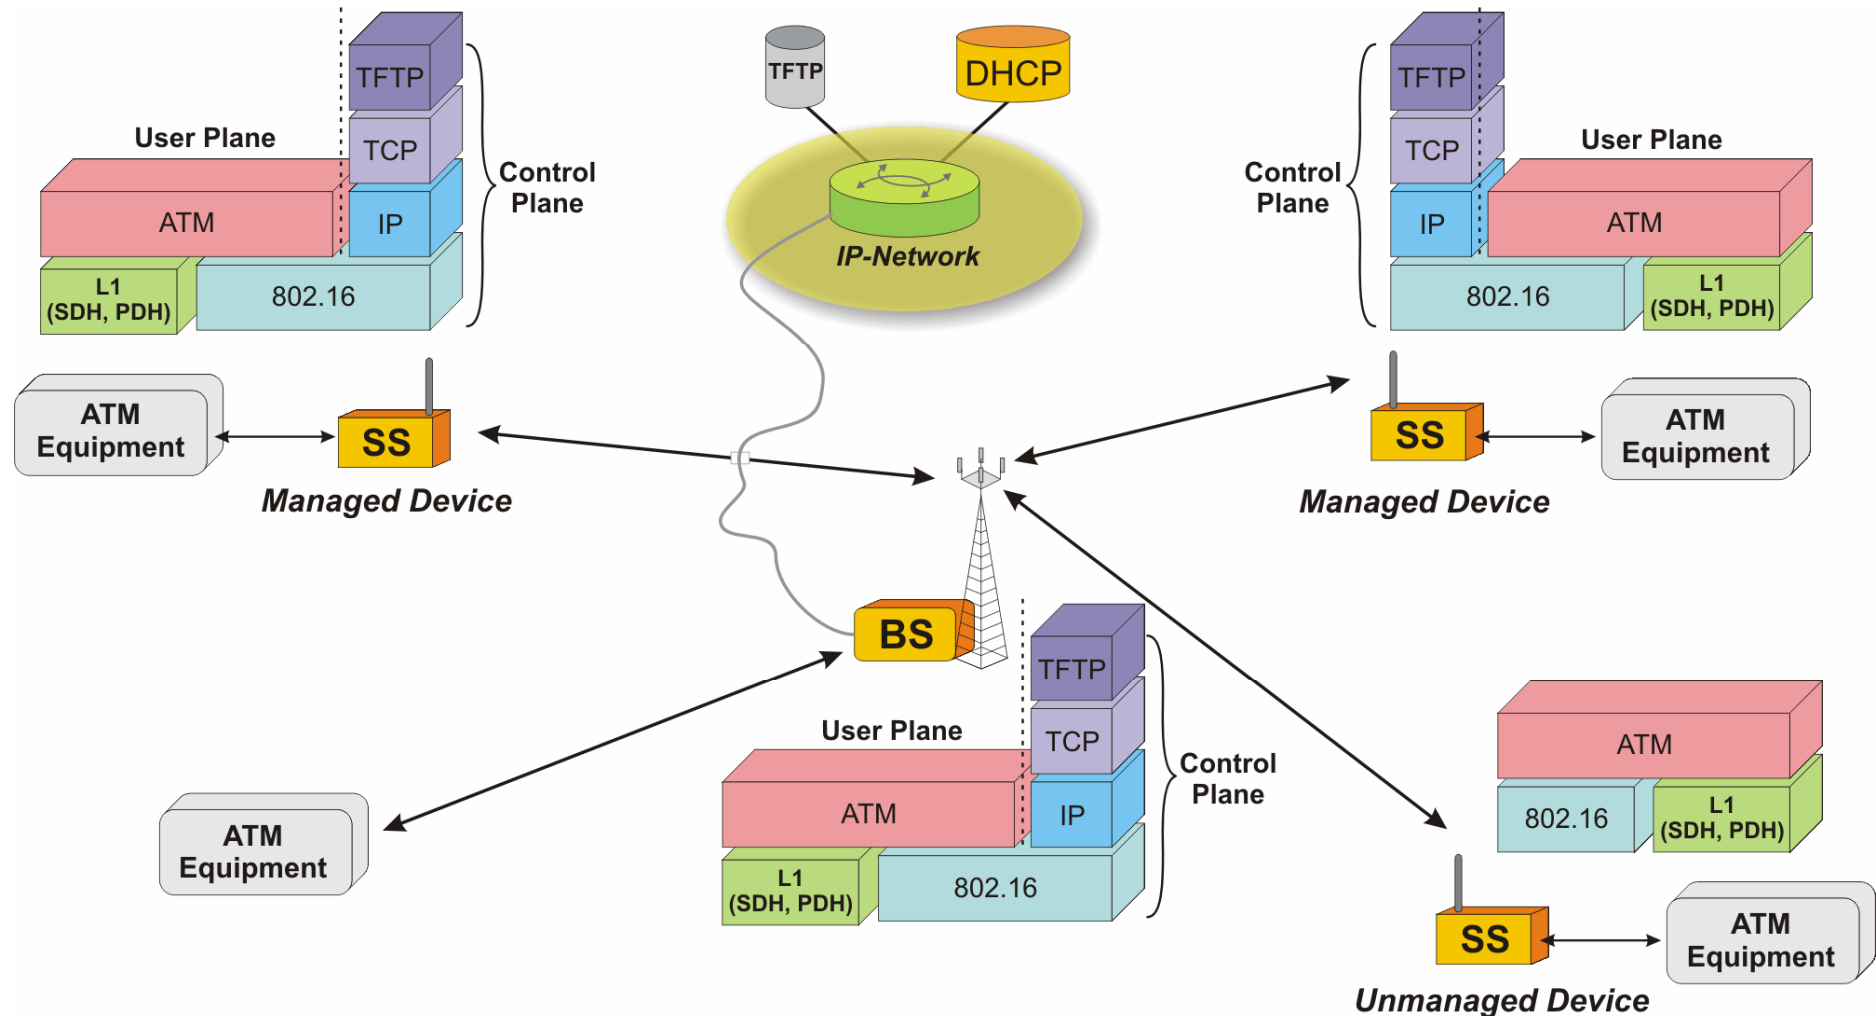 TFTP
TCP
User Plane
Control
Plane
ATM
IP
L1
(SDH, PDH)
802.16
ATM
Equipment
SS
Managed Device
TFTP
DHCP
IP-Network
TFTP
TCP
User Plane
Control
Plane
IP
ATM
802.16
L1
(SDH, PDH)
SS
ATM
Equipment
Managed Device
BS
TFTP
TCP
User Plane
Control
Plane
ATM
IP
L1
(SDH, PDH)
802.16
ATM
Equipment
ATM
802.16
L1
(SDH, PDH)
SS
ATM
Equipment
Unmanaged Device